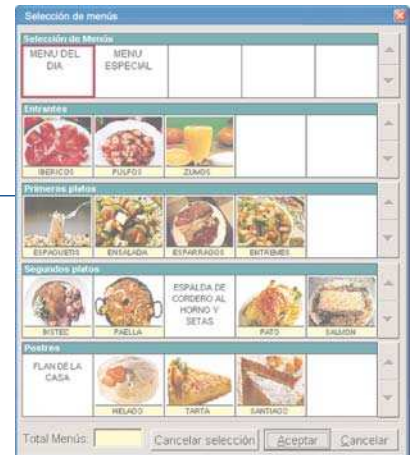 Selección de menús
Selección de Menús
MENU DEL DIA
MENU ESPECIAL
Entrantes
IBERICOS
PULPOS
ZUMOS
Primeros platos
ESPAGUETIS
ENSALADA
ESPARRAGOS
ENTREMES
Segundos platos
BISTEC
PAELLA
ESPALDA DE CORDERO AL HORNO Y SETAS
PATO
SALMON
Postres
FLAN DE LA CASA
HELADO
TARTA
SANTIAGO
Total Menús:
Cancelar selección
Aceptar
Cancelar